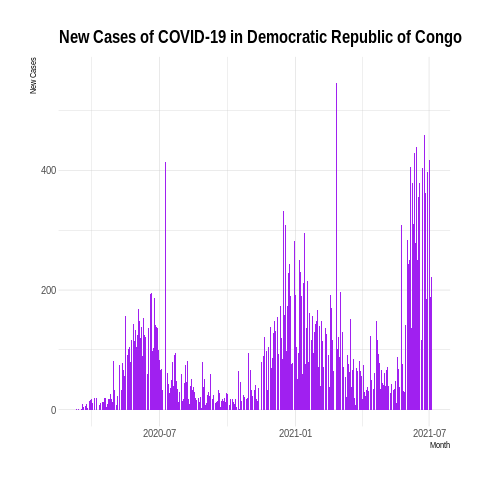 New Cases of COVID-19 in Democratic Republic of Congo
New Cases
400
200
0
2020-07
2021-01
2021-07
Month